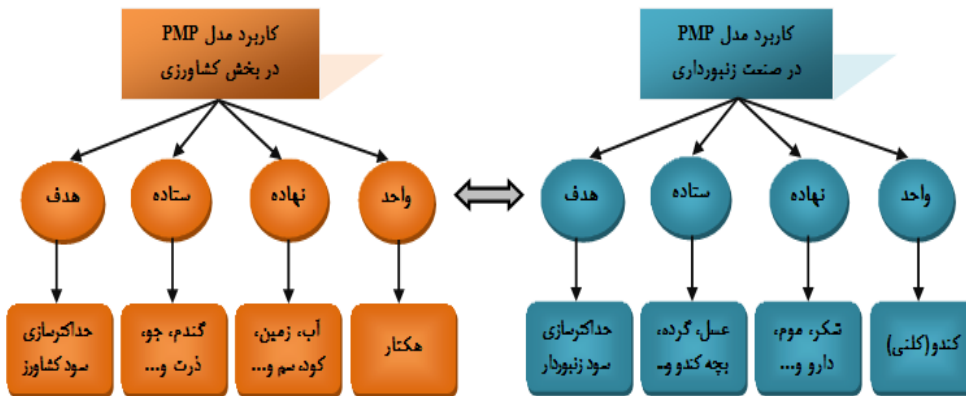 کاربرد مدل PMP
در صنعت زنبورداری
واحد
نهاده
ستاده
هدف
کندو(کلنی)
شکر، موم،
دارو و...
عسل، گرده،
بچه کندو و..
حداکثرسازی
سود زنبوردار
کاربرد مدل PMP
در بخش کشاورزی
واحد
نهاده
ستاده
هدف
هکتار
آب، زمین،
کود، سم و...
گندم، جو،
ذرت و...
حداکثرسازی
سود کشاورز